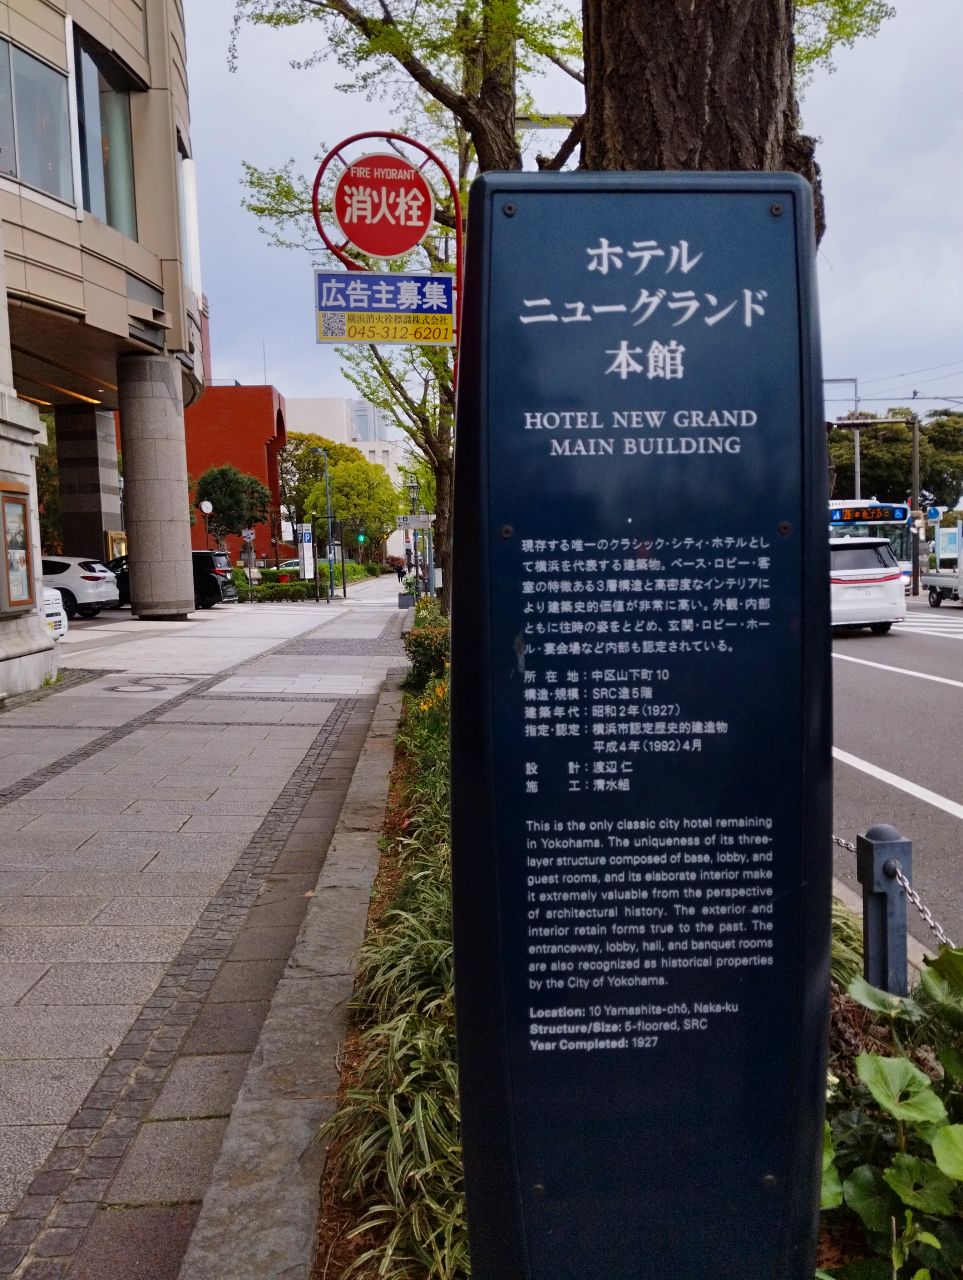 FIRE HYDRANT
消火栓
広告主募集
横浜消火栓標識株式会社
045-312-6201
ホテル
ニューグランド
本館
HOTEL NEW GRAND
MAIN BUILDING
現存する唯一のクラシック・シティ・ホテルとし
て横浜を代表する建築物。ベース・ロビー・客
室の特徴ある3層構造と高密度なインテリアに
より建築史的価値が非常に高い。外観・内部
ともに往時の姿をとどめ、玄関・ロビー・ホー
ル・宴会場など内部も認定されている。
所在地：中区山下町10
構造・規模：SRC造5階
建築年代：昭和2年(1927)
指定・認定：横浜市認定歴史的建造物
平成4年(1992)4月
設計：渡辺仁
施工：清水組
This is the only classic city hotel remaining
in Yokohama. The uniqueness of its three-
layer structure composed of base, lobby, and
guest rooms, and its elaborate interior make
it extremely valuable from the perspective
of architectural history. The exterior and
interior retain forms true to the past. The
entranceway, lobby, hall, and banquet rooms
are also recognized as historical properties
by the City of Yokohama.
Location: 10 Yamashita-chō, Naka-ku
Structure/Size: 5-floored, SRC
Year Completed: 1927